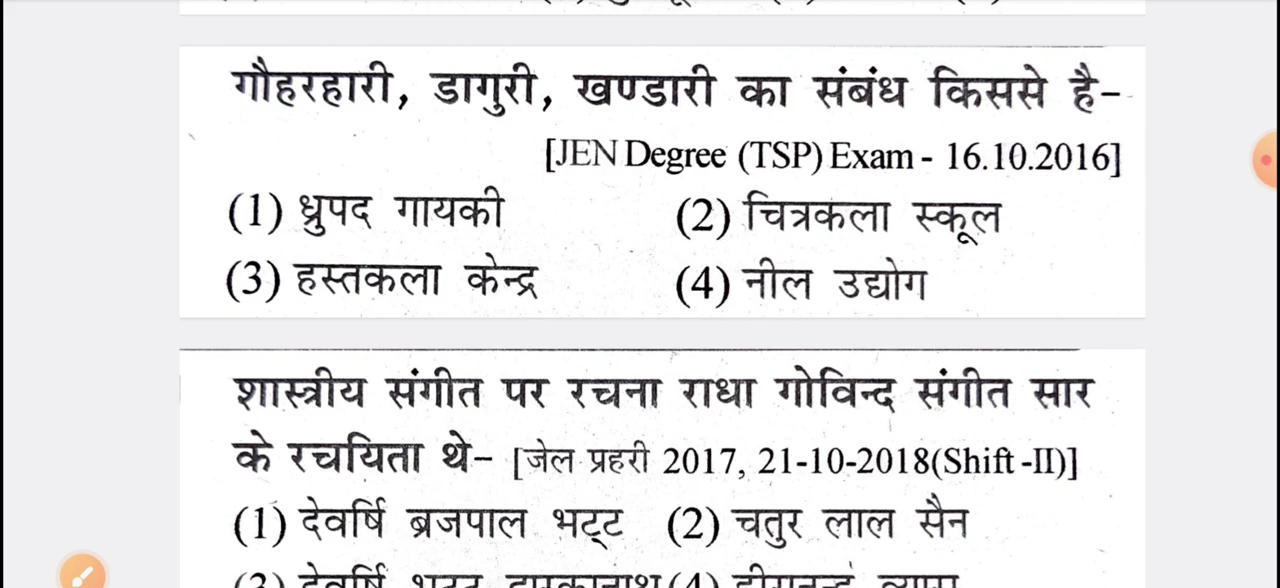 गौहरहारी, डागुरी, खण्डारी का संबंध किससे है-
[JEN Degree (TSP) Exam - 16.10.2016]
(1) ध्रुपद गायकी (2) चित्रकला स्कूल
(3) हस्तकला केन्द्र (4) नील उद्योग
शास्त्रीय संगीत पर रचना राधा गोविन्द संगीत सार
के रचयिता थे- [जेल प्रहरी 2017, 21-10-2018(Shift-II)]
(1) देवर्षि ब्रजपाल भट्ट (2) चतुर लाल सैन